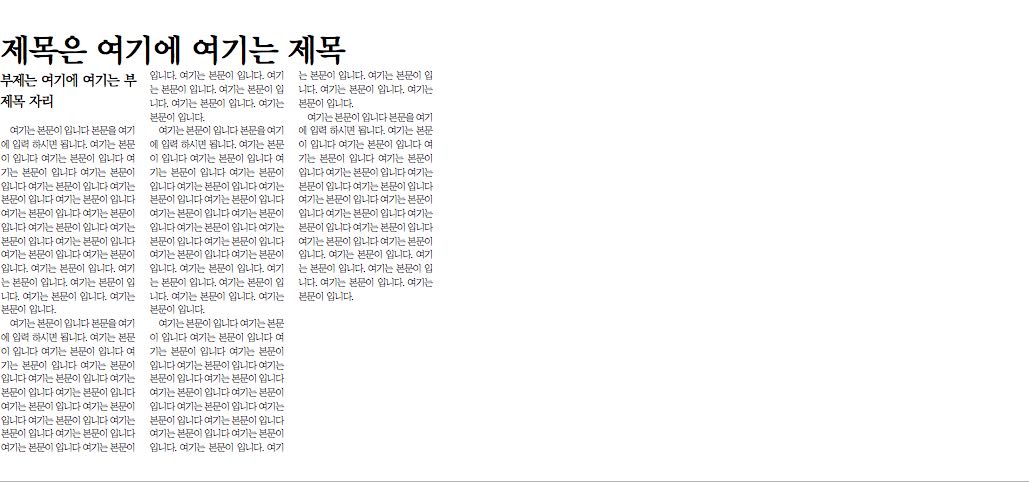 제목은 여기에 여기는 제목
부제는 여기에 여기는 부
제목 자리
여기는 본문이 입니다 본문을 여기
에 입력 하시면 됩니다. 여기는 본문
이 입니다 여기는 본문이 입니다 여
기는 본문이 입니다 여기는 본문이
입니다 여기는 본문이 입니다 여기는
본문이 입니다 여기는 본문이 입니다
여기는 본문이 입니다 여기는 본문이
입니다 여기는 본문이 입니다 여기는
본문이 입니다 여기는 본문이 입니다
여기는 본문이 입니다 여기는 본문이
입니다. 여기는 본문이 입니다. 여기
는 본문이 입니다. 여기는 본문이 입
니다. 여기는 본문이 입니다. 여기는
본문이 입니다.
여기는 본문이 입니다 본문을 여기
에 입력 하시면 됩니다. 여기는 본문
이 입니다 여기는 본문이 입니다 여
기는 본문이 입니다 여기는 본문이
입니다 여기는 본문이 입니다 여기는
본문이 입니다 여기는 본문이 입니다
여기는 본문이 입니다 여기는 본문이
입니다 여기는 본문이 입니다 여기는
본문이 입니다 여기는 본문이 입니다
여기는 본문이 입니다 여기는 본문이
입니다. 여기는 본문이 입니다. 여기
는 본문이 입니다. 여기는 본문이 입
니다. 여기는 본문이 입니다. 여기는
본문이 입니다.
여기는 본문이 입니다 본문을 여기
에 입력 하시면 됩니다. 여기는 본문
이 입니다 여기는 본문이 입니다 여
기는 본문이 입니다 여기는 본문이
입니다 여기는 본문이 입니다 여기는
본문이 입니다 여기는 본문이 입니다
여기는 본문이 입니다 여기는 본문이
입니다 여기는 본문이 입니다 여기는
본문이 입니다 여기는 본문이 입니다
여기는 본문이 입니다 여기는 본문이
입니다. 여기는 본문이 입니다. 여기
는 본문이 입니다. 여기는 본문이 입
니다. 여기는 본문이 입니다. 여기는
본문이 입니다.
여기는 본문이 입니다 여기는 본문
이 입니다 여기는 본문이 입니다 여
기는 본문이 입니다 여기는 본문이
입니다 여기는 본문이 입니다 여기는
본문이 입니다 여기는 본문이 입니다
여기는 본문이 입니다 여기는 본문이
입니다 여기는 본문이 입니다 여기는
본문이 입니다 여기는 본문이 입니다
여기는 본문이 입니다 여기는 본문이
입니다. 여기는 본문이 입니다. 여기
는 본문이 입니다. 여기는 본문이 입
니다. 여기는 본문이 입니다. 여기는
본문이 입니다.
여기는 본문이 입니다 본문을 여기
에 입력 하시면 됩니다. 여기는 본문
이 입니다 여기는 본문이 입니다 여
기는 본문이 입니다 여기는 본문이
입니다 여기는 본문이 입니다 여기는
본문이 입니다 여기는 본문이 입니다
여기는 본문이 입니다 여기는 본문이
입니다 여기는 본문이 입니다 여기는
본문이 입니다 여기는 본문이 입니다
여기는 본문이 입니다 여기는 본문이
입니다. 여기는 본문이 입니다. 여기
는 본문이 입니다. 여기는 본문이 입
니다. 여기는 본문이 입니다. 여기는
본문이 입니다.